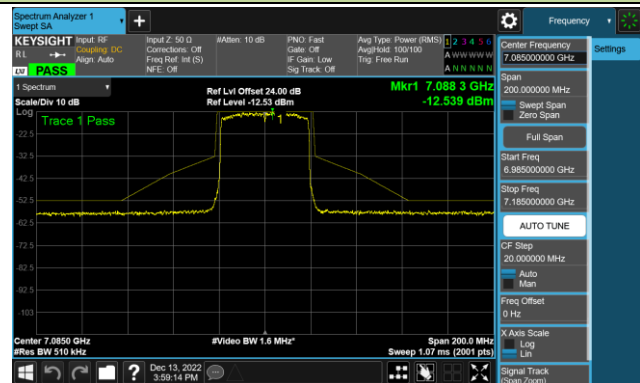 Spectrum Analyzer 1
Swept SA
Frequency
KEYSIGHT
RL
LXI PASS
Input: RF
Coupling: DC
Align: Auto
Input Z: 50 Ω
Corrections: Off
Freq Ref: Int (S)
NFE: Off
#Atten: 10 dB
PNO: Fast
Gate: Off
IF Gain: Low
Sig Track: Off
Avg Type: Power (RMS)
Avg|Hold: 100/100
Trig: Free Run
1 2 3 4 5 6
A W W W W W
A N N N N N
1 Spectrum
Scale/Div 10 dB
Log
Ref Lvl Offset 24.00 dB
Ref Level -12.53 dBm
Mkr1 7.088 3 GHz
-12.539 dBm
Trace 1 Pass
1
-22.5
-32.5
-42.5
-52.5
-62.5
-72.5
-82.5
-92.5
-103
Center 7.0850 GHz
#Res BW 510 kHz
#Video BW 1.6 MHz*
Span 200.0 MHz
Sweep 1.07 ms (2001 pts)
Dec 13, 2022
3:59:14 PM
Center Frequency
7.085000000 GHz
Settings
Span
200.000000 MHz
Swept Span
Zero Span
Full Span
Start Freq
6.985000000 GHz
Stop Freq
7.185000000 GHz
AUTO TUNE
CF Step
20.000000 MHz
Auto
Man
Freq Offset
0 Hz
X Axis Scale
Log
Lin
Signal Track
(Span Zoom)